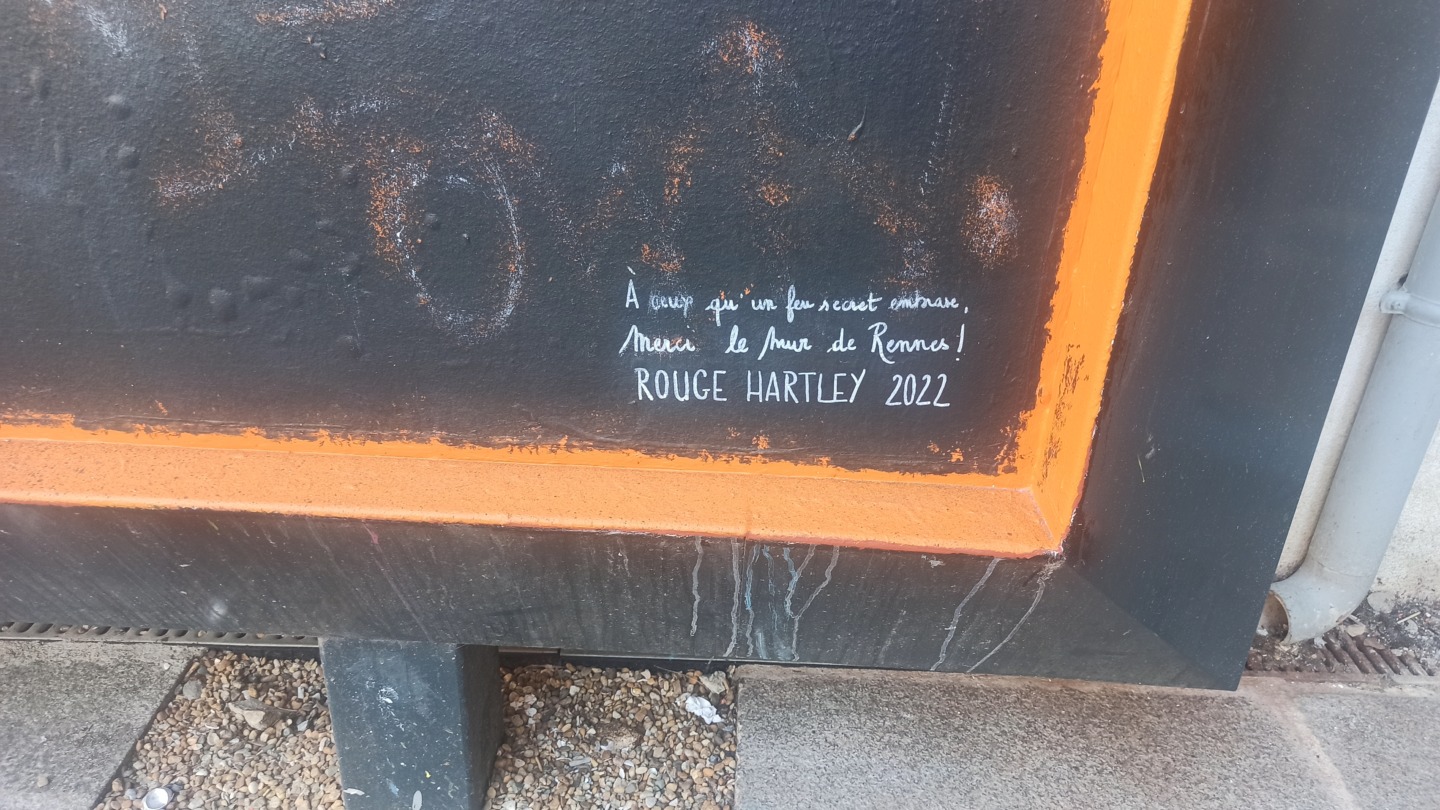 À ceux qu'un feu secret embrase,
Merci le Mur de Rennes!
ROUGE HARTLEY 2022